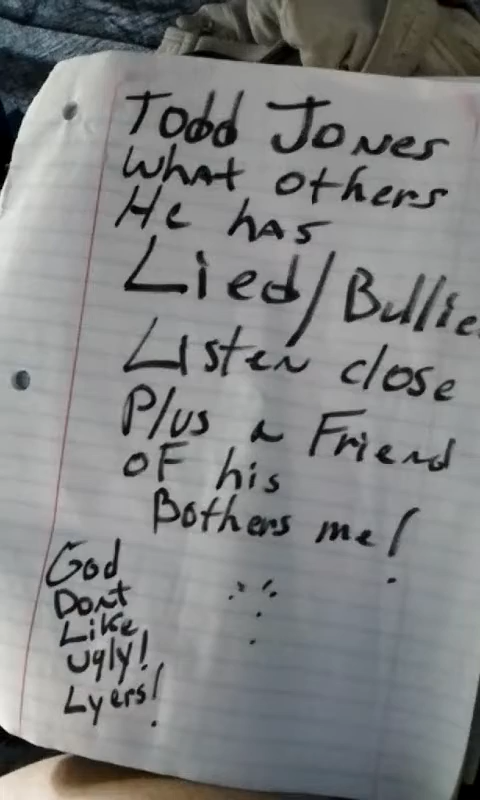 Todd Jones
What others
He has
Lied/Bullie
Listen close
Plus a Friend
OF his
Bothers me!
God
Dont
Like
Ugly!
Lyers!